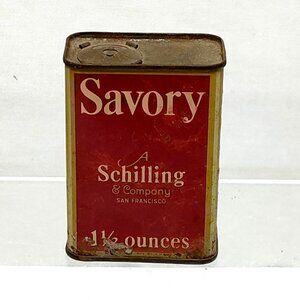 Savory
A
Schilling
& Company
SAN FRANCISCO
1½ ounces